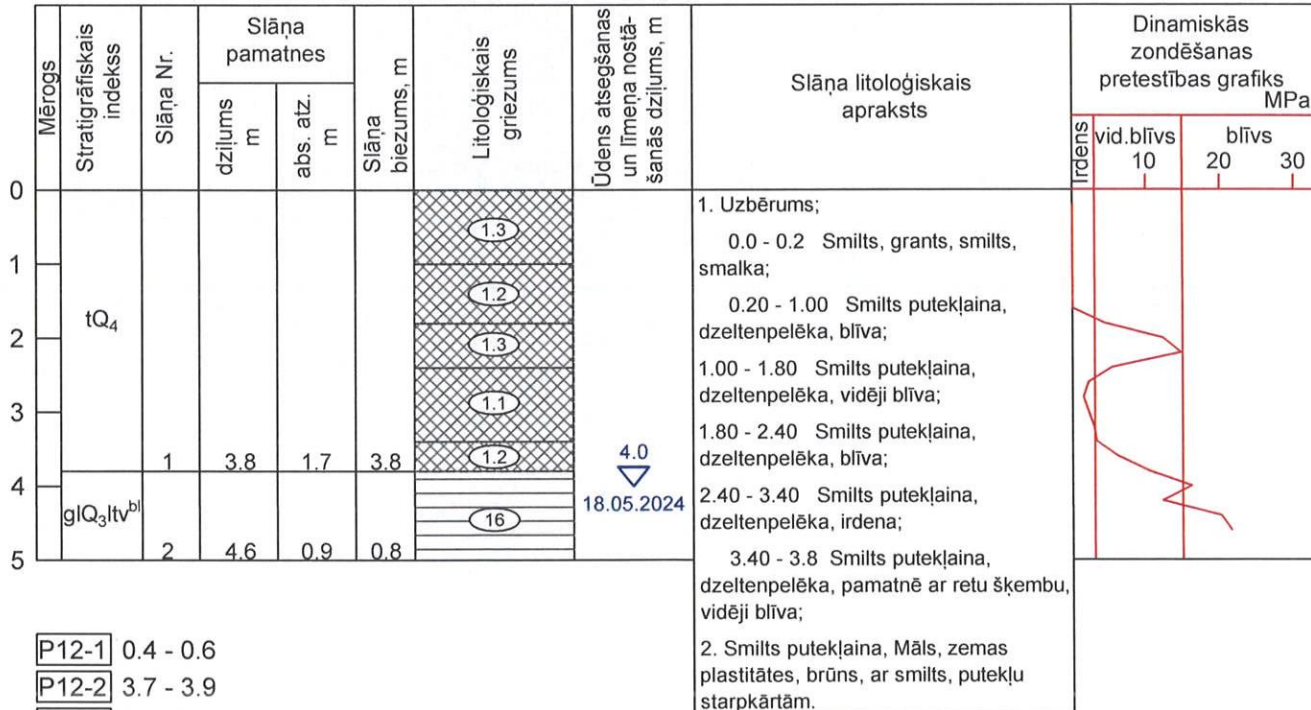 Mērogs
Stratigrāfiskais
indekss
Slāņa Nr.
Slāņa
pamatnes
dziļums
m
abs. atz.
m
Slāņa
biezums, m
Litoloģiskais
griezums
Ūdens atsegšanas
un līmeņa nostā-
šanās dziļums, m
Slāņa litoloģiskais
apraksts
Dinamiskās
zondēšanas
pretestības grafiks
MPa
Irdens
vid.blīvs
blīvs
10
20
30
0
1
2
3
4
5
tQ4
1
3.8
1.7
3.8
glQ3ltvbl
2
4.6
0.9
0.8
1.3
1.2
1.3
1.1
1.2
16
4.0
18.05.2024
1. Uzbērums;
0.0 - 0.2 Smilts, grants, smilts,
smalka;
0.20 - 1.00 Smilts putekļaina,
dzeltenpelēka, blīva;
1.00 - 1.80 Smilts putekļaina,
dzeltenpelēka, vidēji blīva;
1.80 - 2.40 Smilts putekļaina,
dzeltenpelēka, blīva;
2.40 - 3.40 Smilts putekļaina,
dzeltenpelēka, irdena;
3.40 - 3.8 Smilts putekļaina,
dzeltenpelēka, pamatnē ar retu šķembu,
vidēji blīva;
2. Smilts putekļaina, Māls, zemas
plastitātes, brūns, ar smilts, putekļu
starpkārtām.
P12-1 0.4 - 0.6
P12-2 3.7 - 3.9